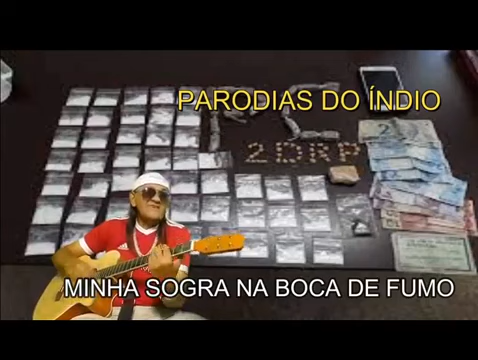 PARODIAS DO ÍNDIO
2DRP
MINHA SOGRA NA BOCA DE FUMO